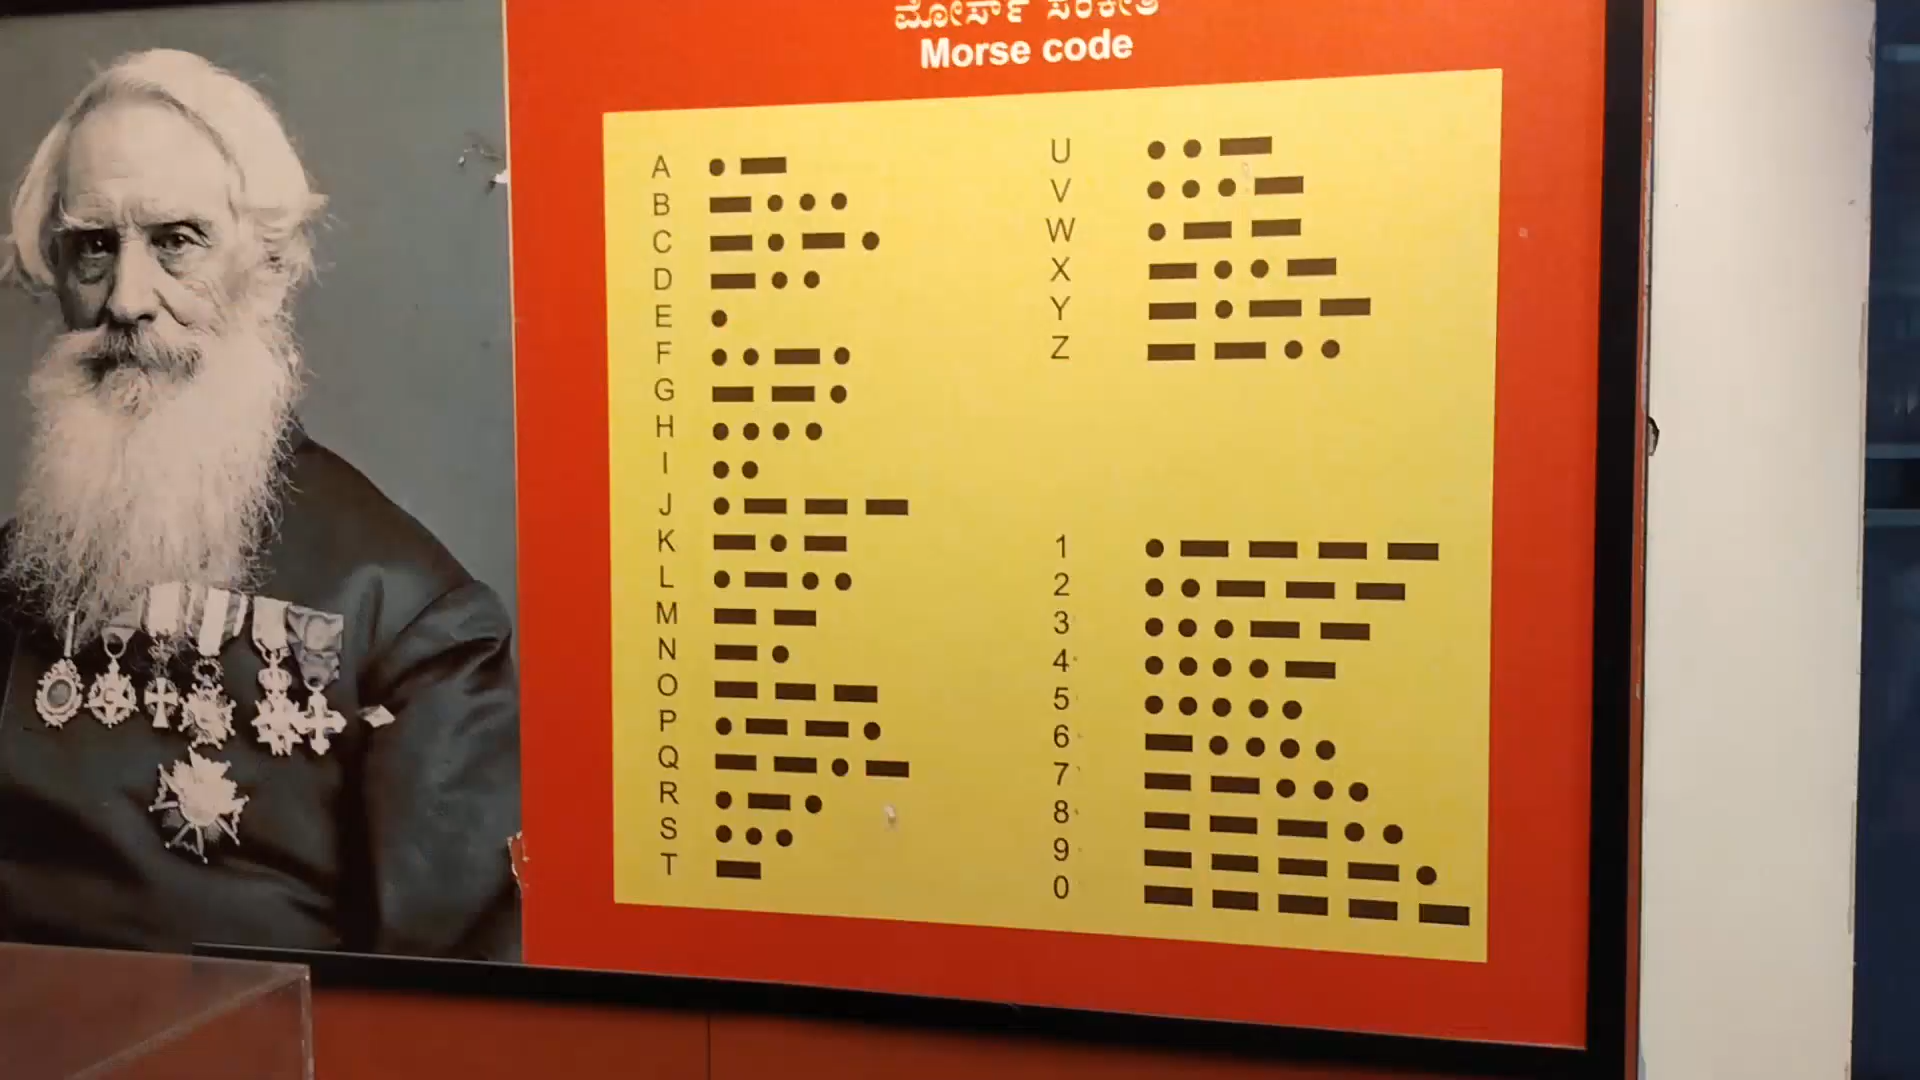 ಮೋರ್ಸ್ ಸಂಕೇತ
Morse code
A ● ▬
B ▬ ● ● ●
C ▬ ● ▬ ●
D ▬ ● ●
E ●
F ● ● ▬ ●
G ▬ ▬ ●
H ● ● ● ●
I ● ●
J ● ▬ ▬ ▬
K ▬ ● ▬
L ● ▬ ● ●
M ▬ ▬
N ▬ ●
O ▬ ▬ ▬
P ● ▬ ▬ ●
Q ▬ ▬ ● ▬
R ● ▬ ●
S ● ● ●
T ▬
U ● ● ▬
V ● ● ● ▬
W ● ▬ ▬
X ▬ ● ● ▬
Y ▬ ● ▬ ▬
Z ▬ ▬ ● ●
1 ● ▬ ▬ ▬ ▬
2 ● ● ▬ ▬ ▬
3 ● ● ● ▬ ▬
4 ● ● ● ● ▬
5 ● ● ● ● ●
6 ▬ ● ● ● ●
7 ▬ ▬ ● ● ●
8 ▬ ▬ ▬ ● ●
9 ▬ ▬ ▬ ▬ ●
0 ▬ ▬ ▬ ▬ ▬